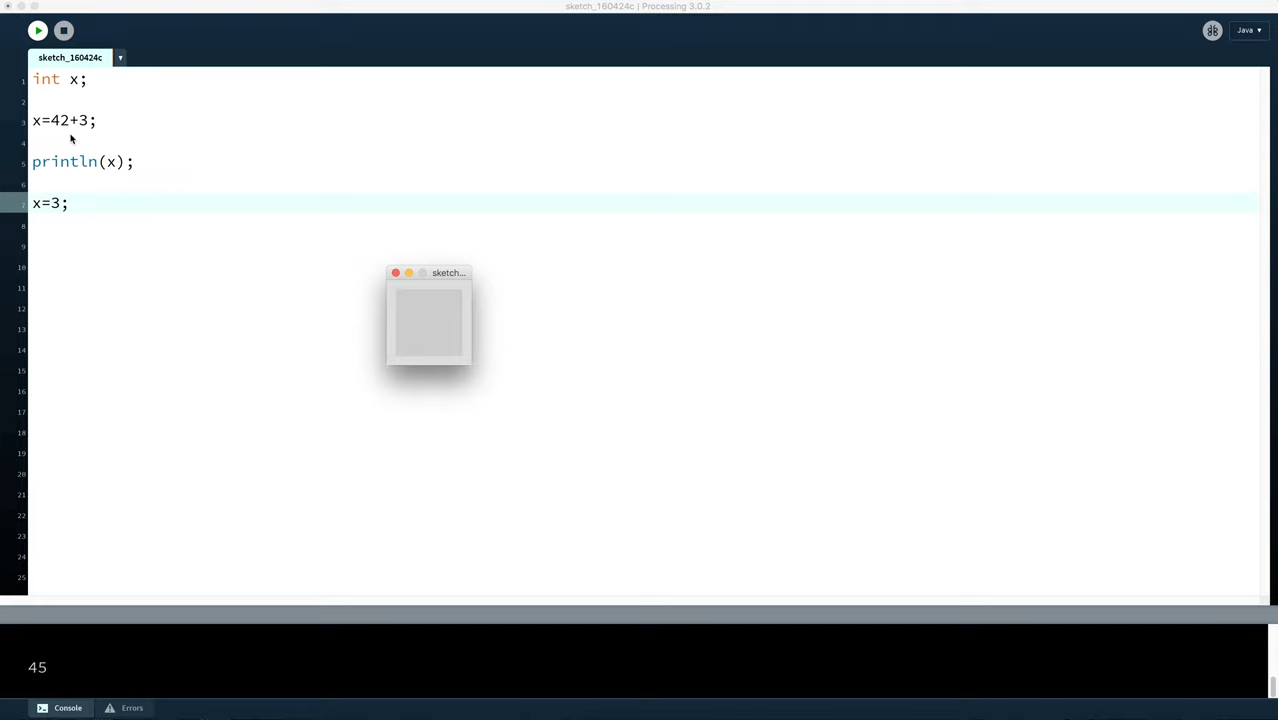 sketch_160424c | Processing 3.0.2
Java ▾
sketch_160424c ▾
1 int x;
2
3 x=42+3;
4
5 println(x);
6
7 x=3;
8
9
10
sketch...
11
12
13
14
15
16
17
18
19
20
21
22
23
24
25
45
Console Errors